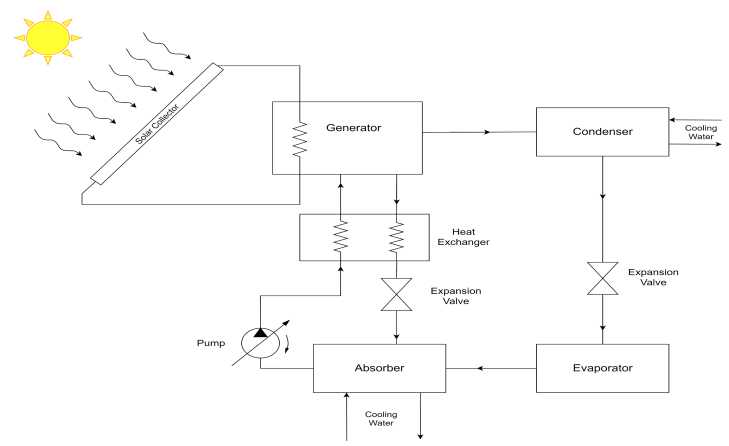 Solar Collector
Generator
Condenser
Cooling
Water
Heat
Exchanger
Expansion
Valve
Expansion
Valve
Pump
Absorber
Evaporator
Cooling
Water